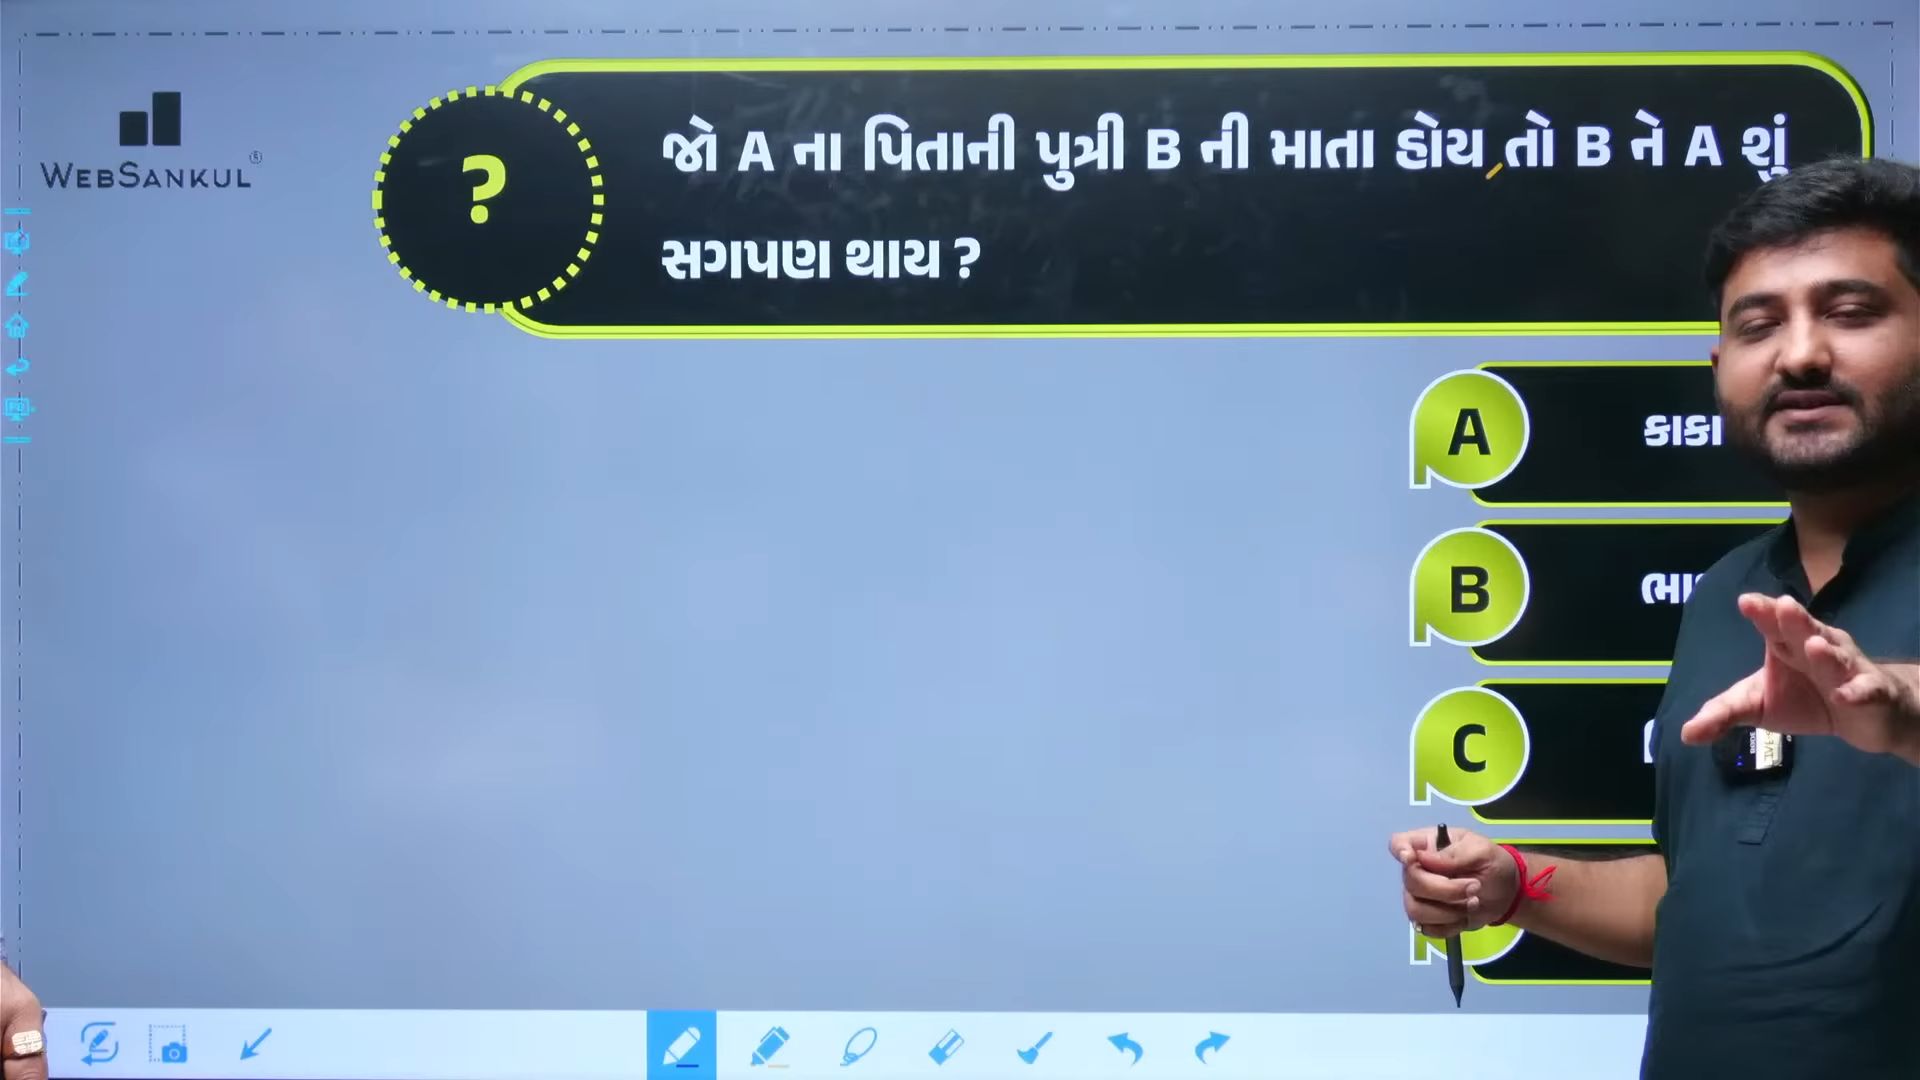 WEBSANKUL
?
જો A ના પિતાની પુત્રી B ની માતા હોય, તો B ને A શું
સગપણ થાય ?
A
કાકા
B
C